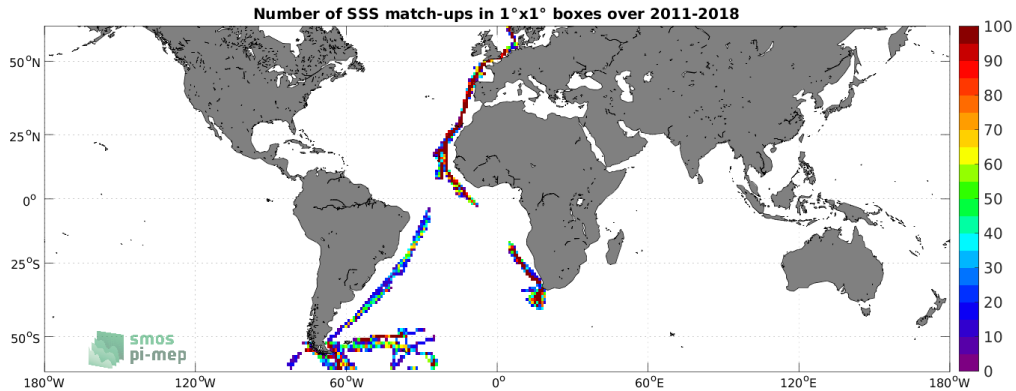 Number of SSS match-ups in 1°x1° boxes over 2011-2018
50°N
25°N
0°
25°S
50°S
180°W
120°W
60°W
0°
60°E
120°E
180°W
100
90
80
70
60
50
40
30
20
10
0
smos
pi-mep